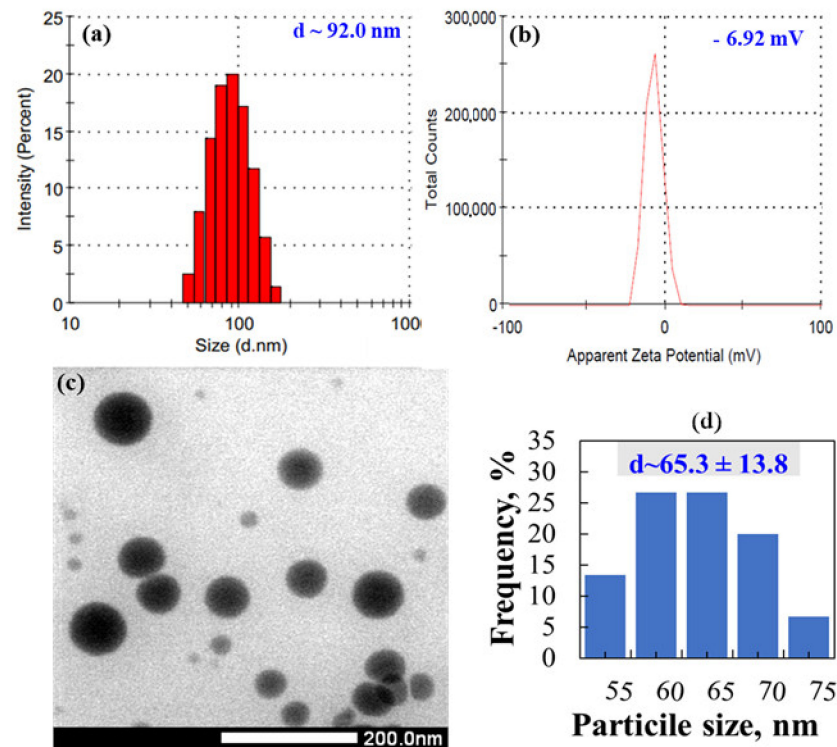 (a)
d ~ 92.0 nm
25
20
15
10
5
0
Intensity (Percent)
10
100
1000
Size (d.nm)
(b)
- 6.92 mV
300,000
200,000
100,000
0
Total Counts
-100
0
100
Apparent Zeta Potential (mV)
(c)
200.0nm
(d)
d~65.3 ± 13.8
35
30
25
20
15
10
5
0
Frequency, %
55 60 65 70 75
Particile size, nm